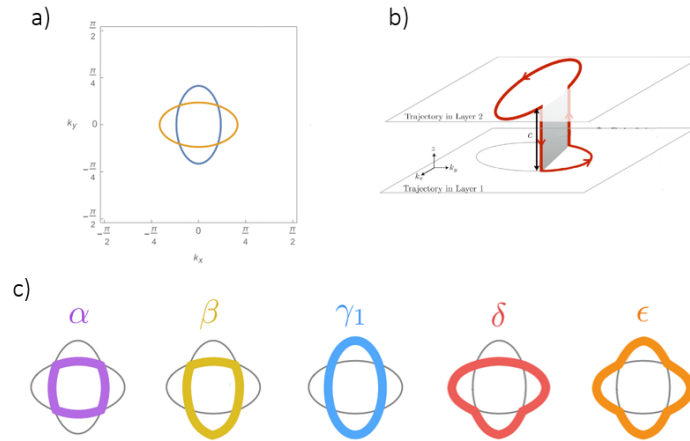 a)
b)
π/2
π/4
k_y
0
−π/4
−π/2
−π/2
−π/4
0
π/4
π/2
k_x
Trajectory in Layer 2
c
z
k_y
k_x
Trajectory in Layer 1
c)
α
β
γ1
δ
ϵ